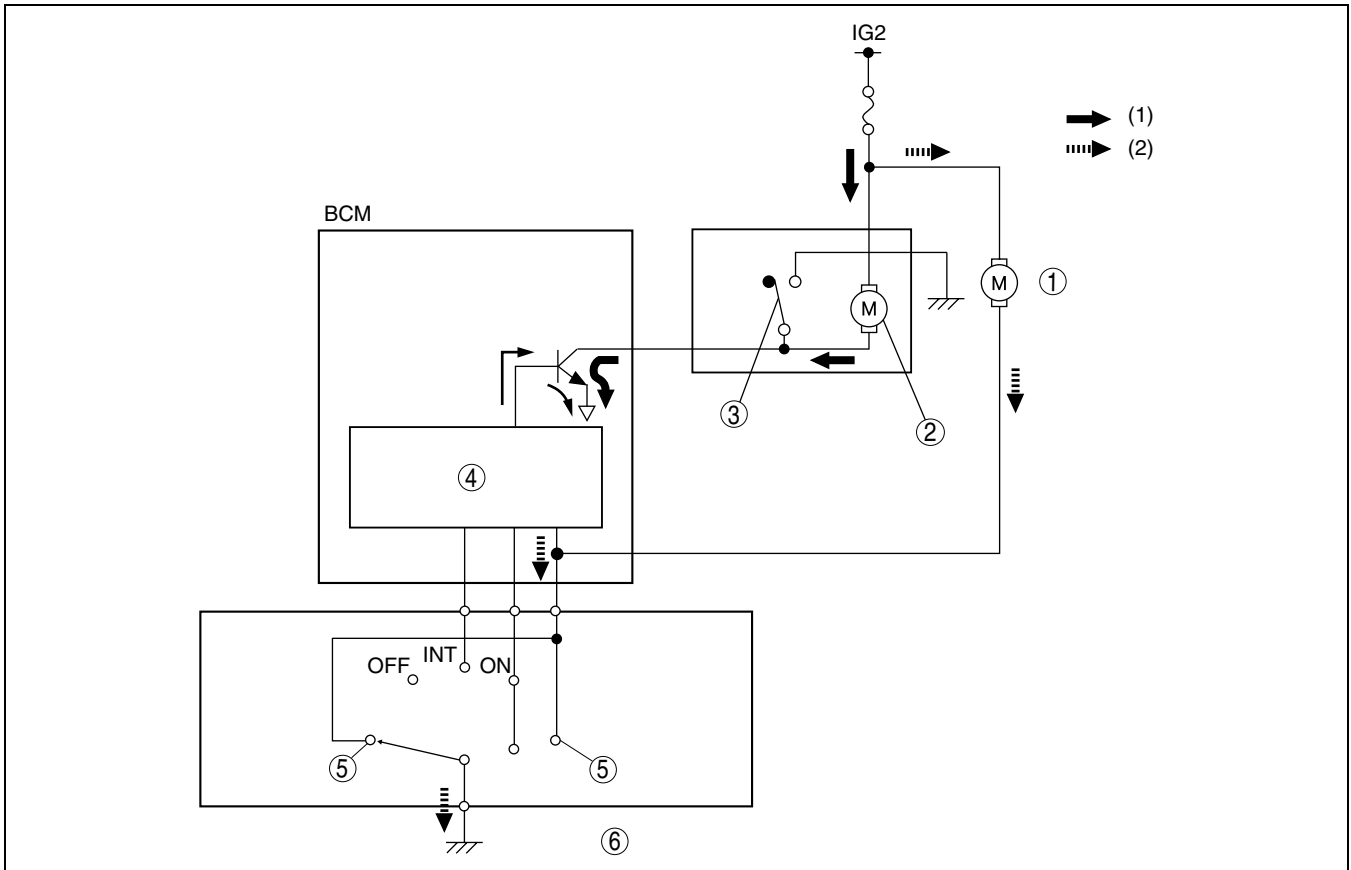 IG2
(1)
(2)
BCM
M
①
M
③
②
④
OFF
INT
ON
⑤
⑤
⑥